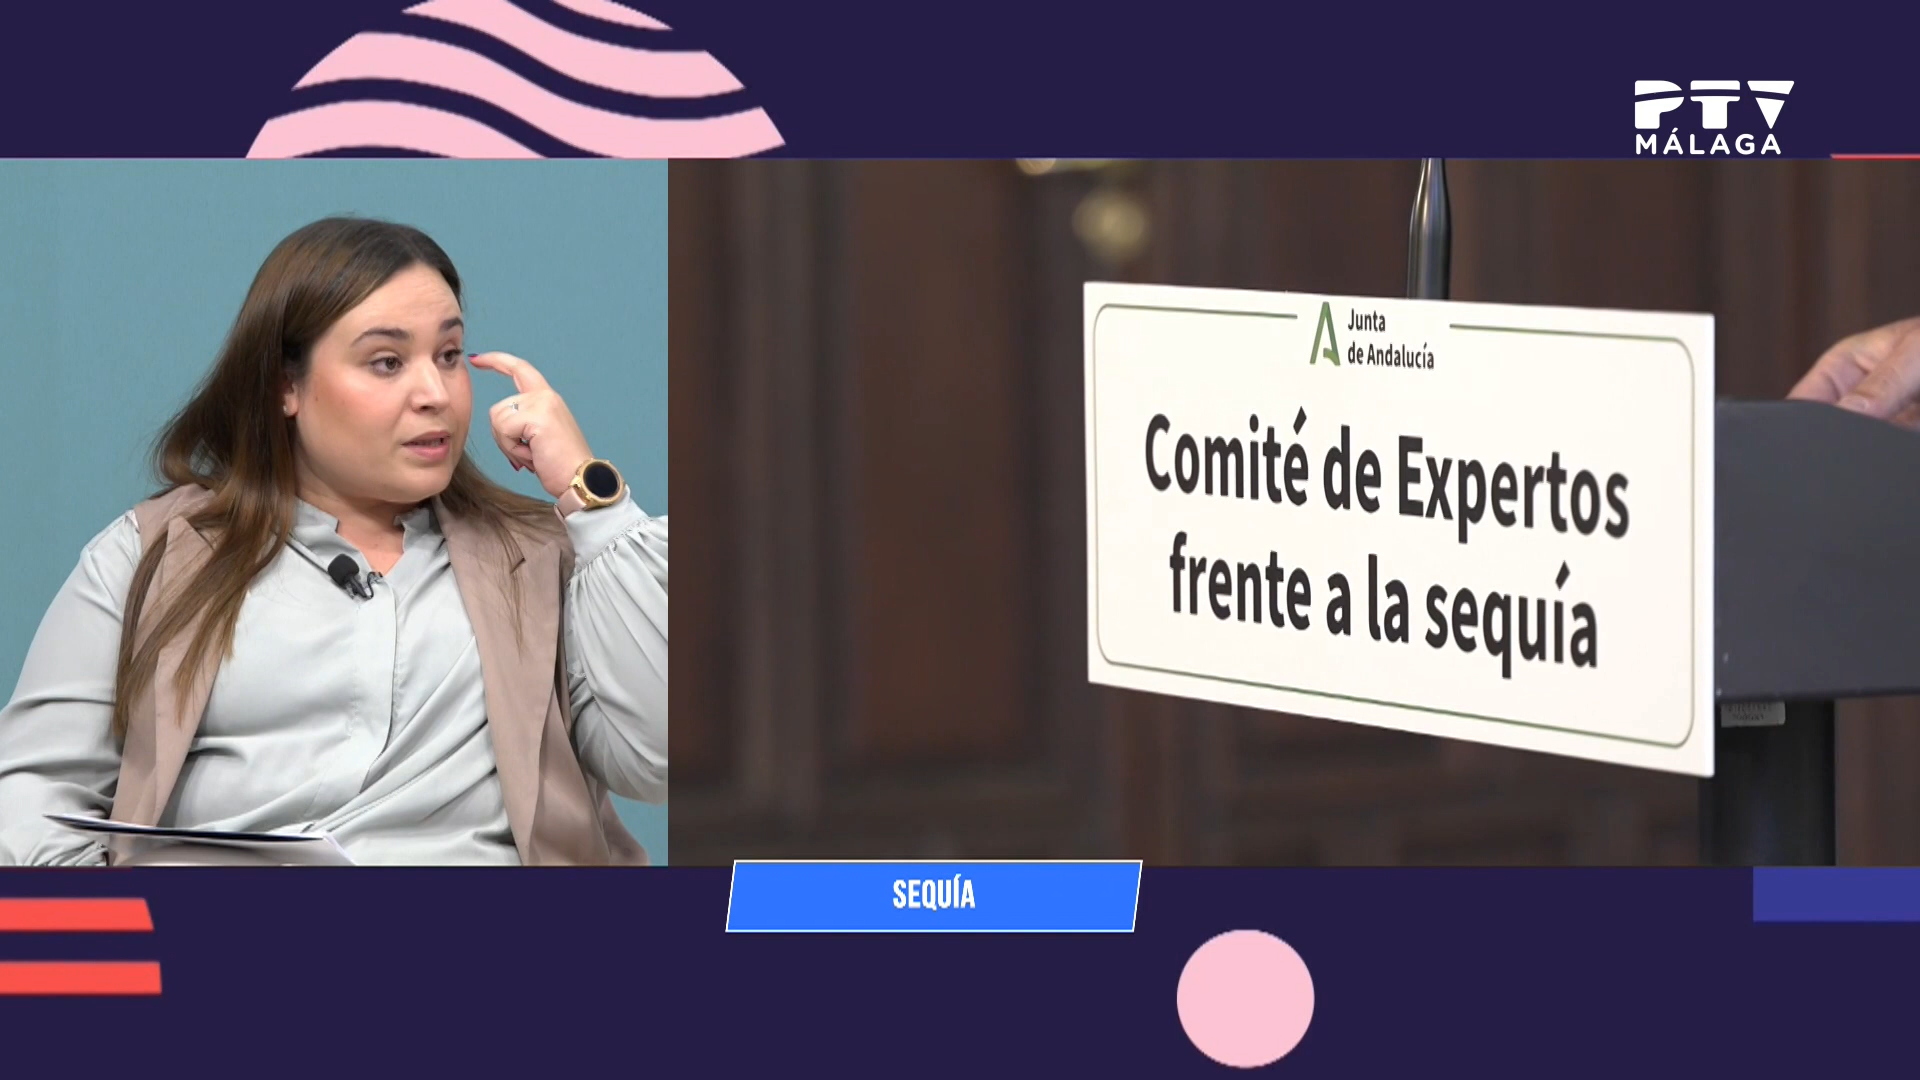 PTV
MÁLAGA
Junta
de Andalucía
Comité de Expertos
frente a la sequía
SEQUÍA